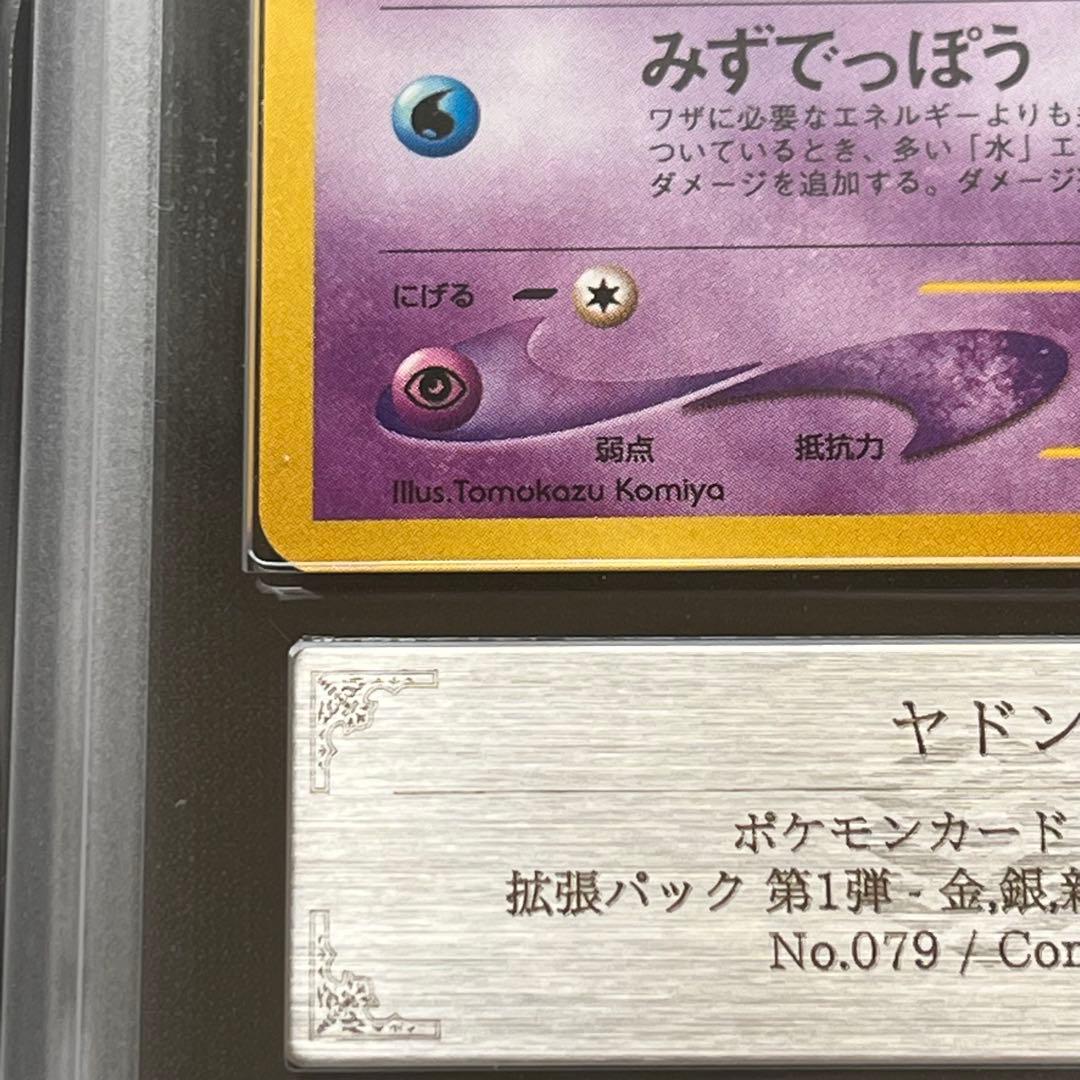 みずでっぽう
ワザに必要なエネルギーよりも
ついているとき、多い「水」エ
ダメージを追加する。ダメージ
にげる
弱点 抵抗力
Illus.Tomokazu Komiya
ヤドン
ポケモンカード
拡張パック 第1弾 - 金,銀,新
No.079 / Com